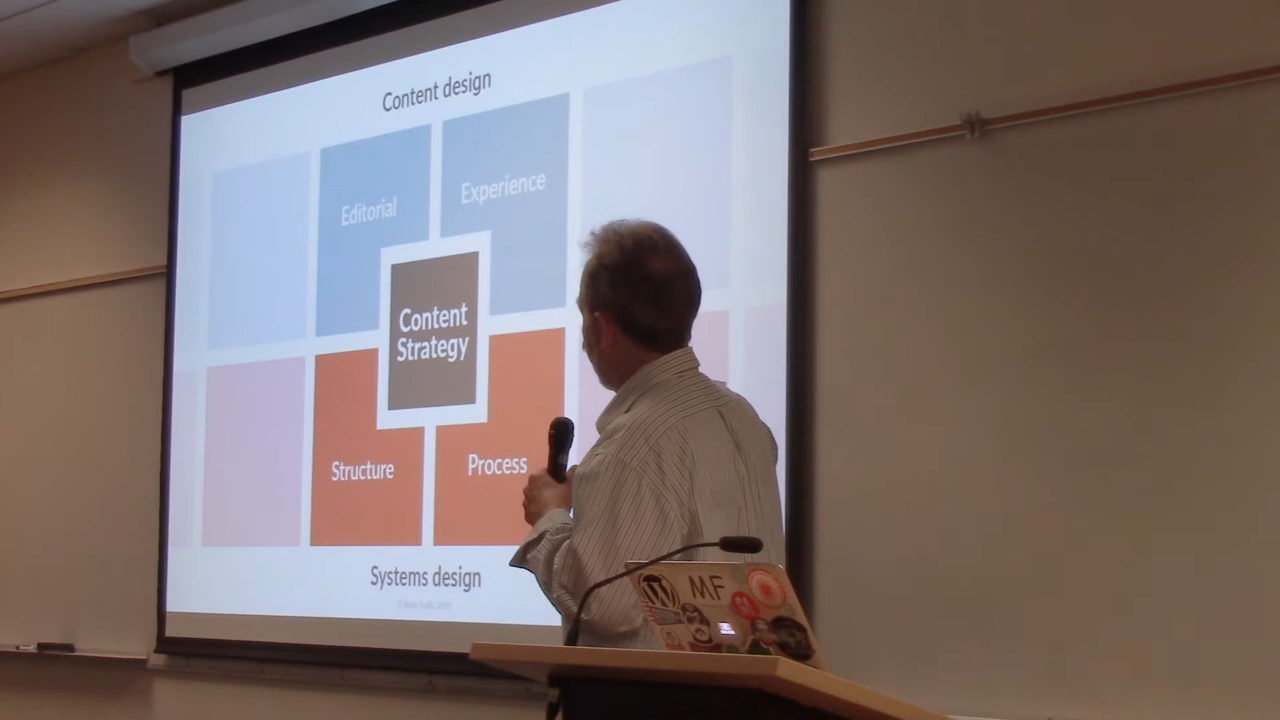 Content design
Editorial
Experience
Content
Strategy
Structure
Process
Systems design
MF